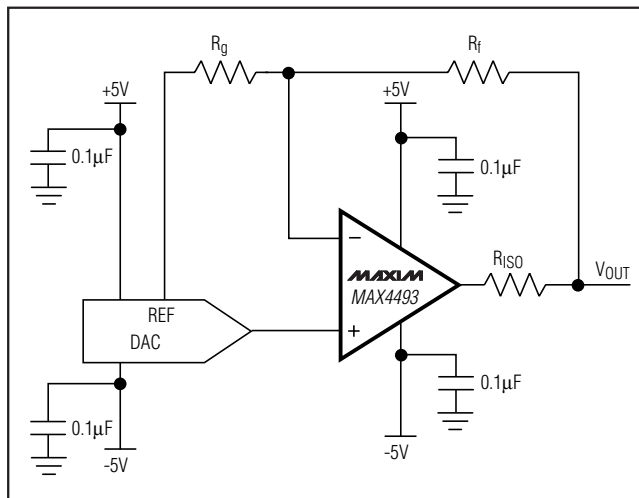 Rg
Rf
+5V
+5V
0.1μF
0.1μF
−
MAXIM
MAX4493
RISO
VOUT
REF
DAC
+
0.1μF
0.1μF
-5V
-5V